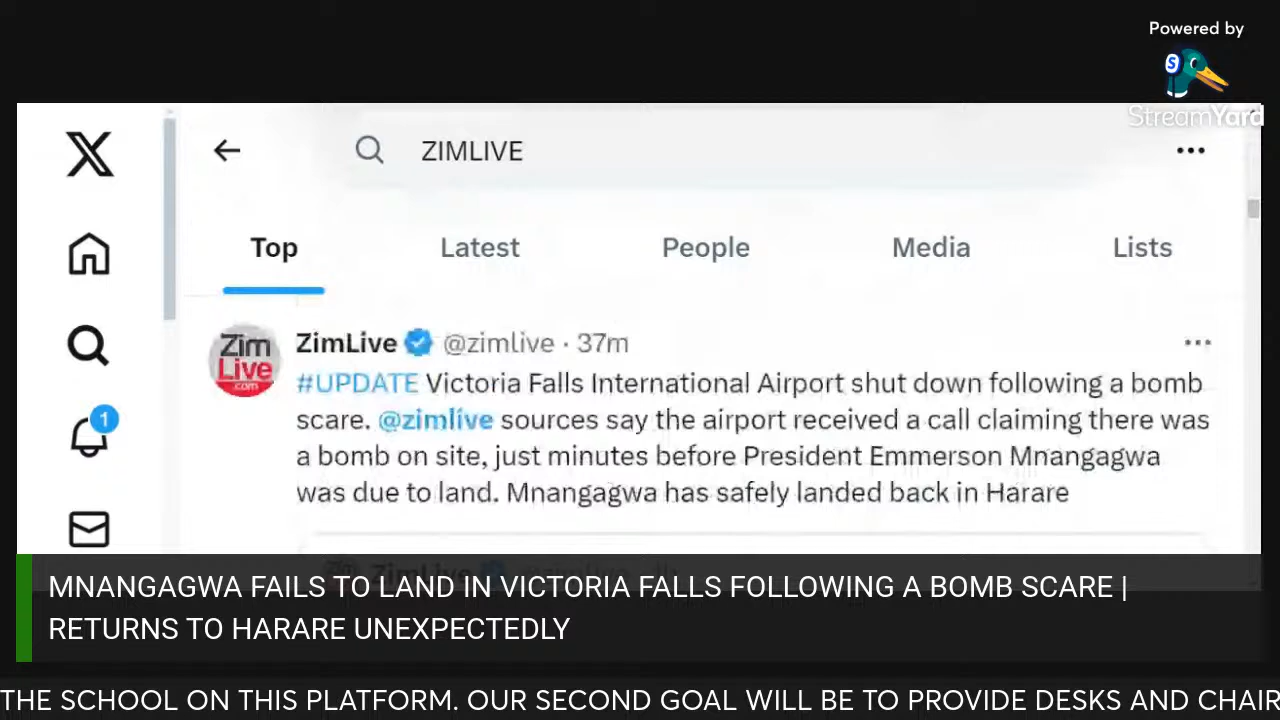 Powered by
S
StreamYard
ZIMLIVE
Top Latest People Media Lists
Zim Live .com
ZimLive @zimlive · 37m
#UPDATE Victoria Falls International Airport shut down following a bomb
scare. @zimlive sources say the airport received a call claiming there was
a bomb on site, just minutes before President Emmerson Mnangagwa
was due to land. Mnangagwa has safely landed back in Harare
1
MNANGAGWA FAILS TO LAND IN VICTORIA FALLS FOLLOWING A BOMB SCARE |
RETURNS TO HARARE UNEXPECTEDLY
THE SCHOOL ON THIS PLATFORM. OUR SECOND GOAL WILL BE TO PROVIDE DESKS AND CHAIR